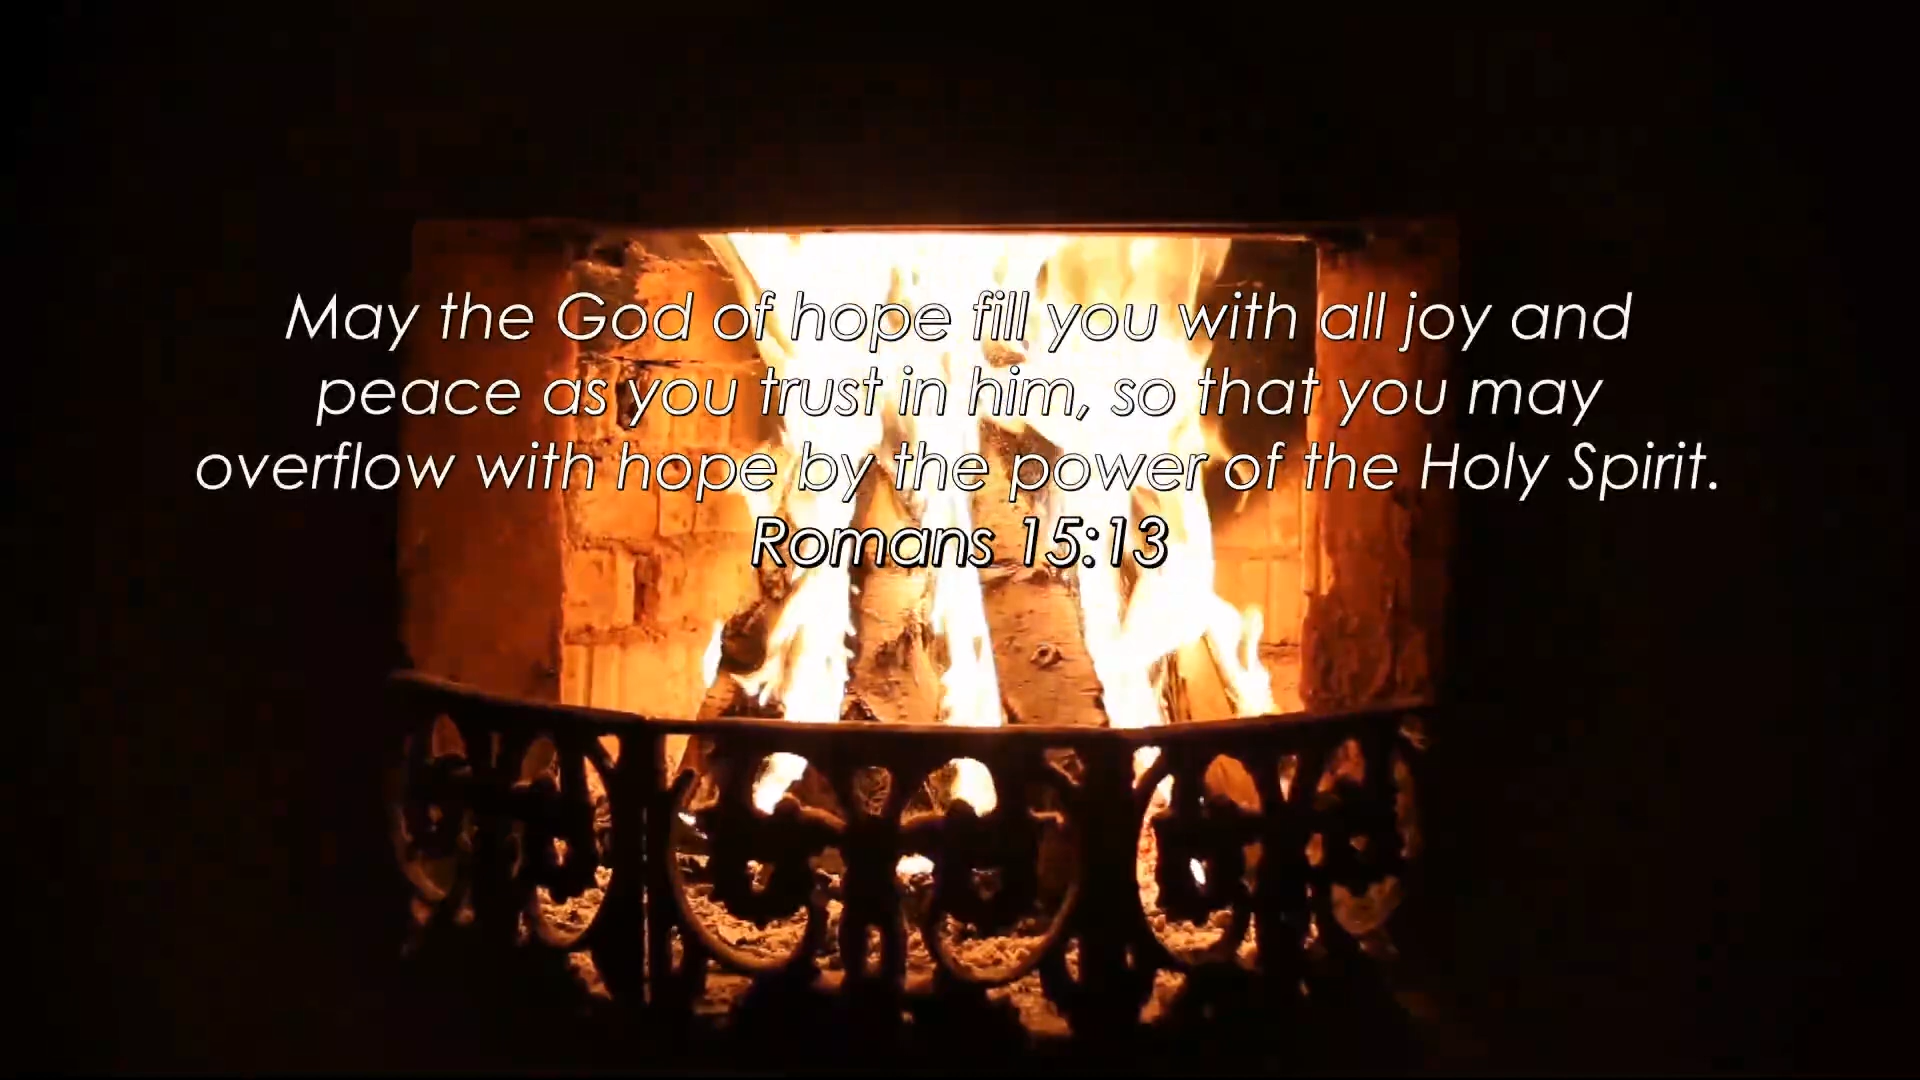 May the God of hope fill you with all joy and
peace as you trust in him, so that you may
overflow with hope by the power of the Holy Spirit.
Romans 15:13